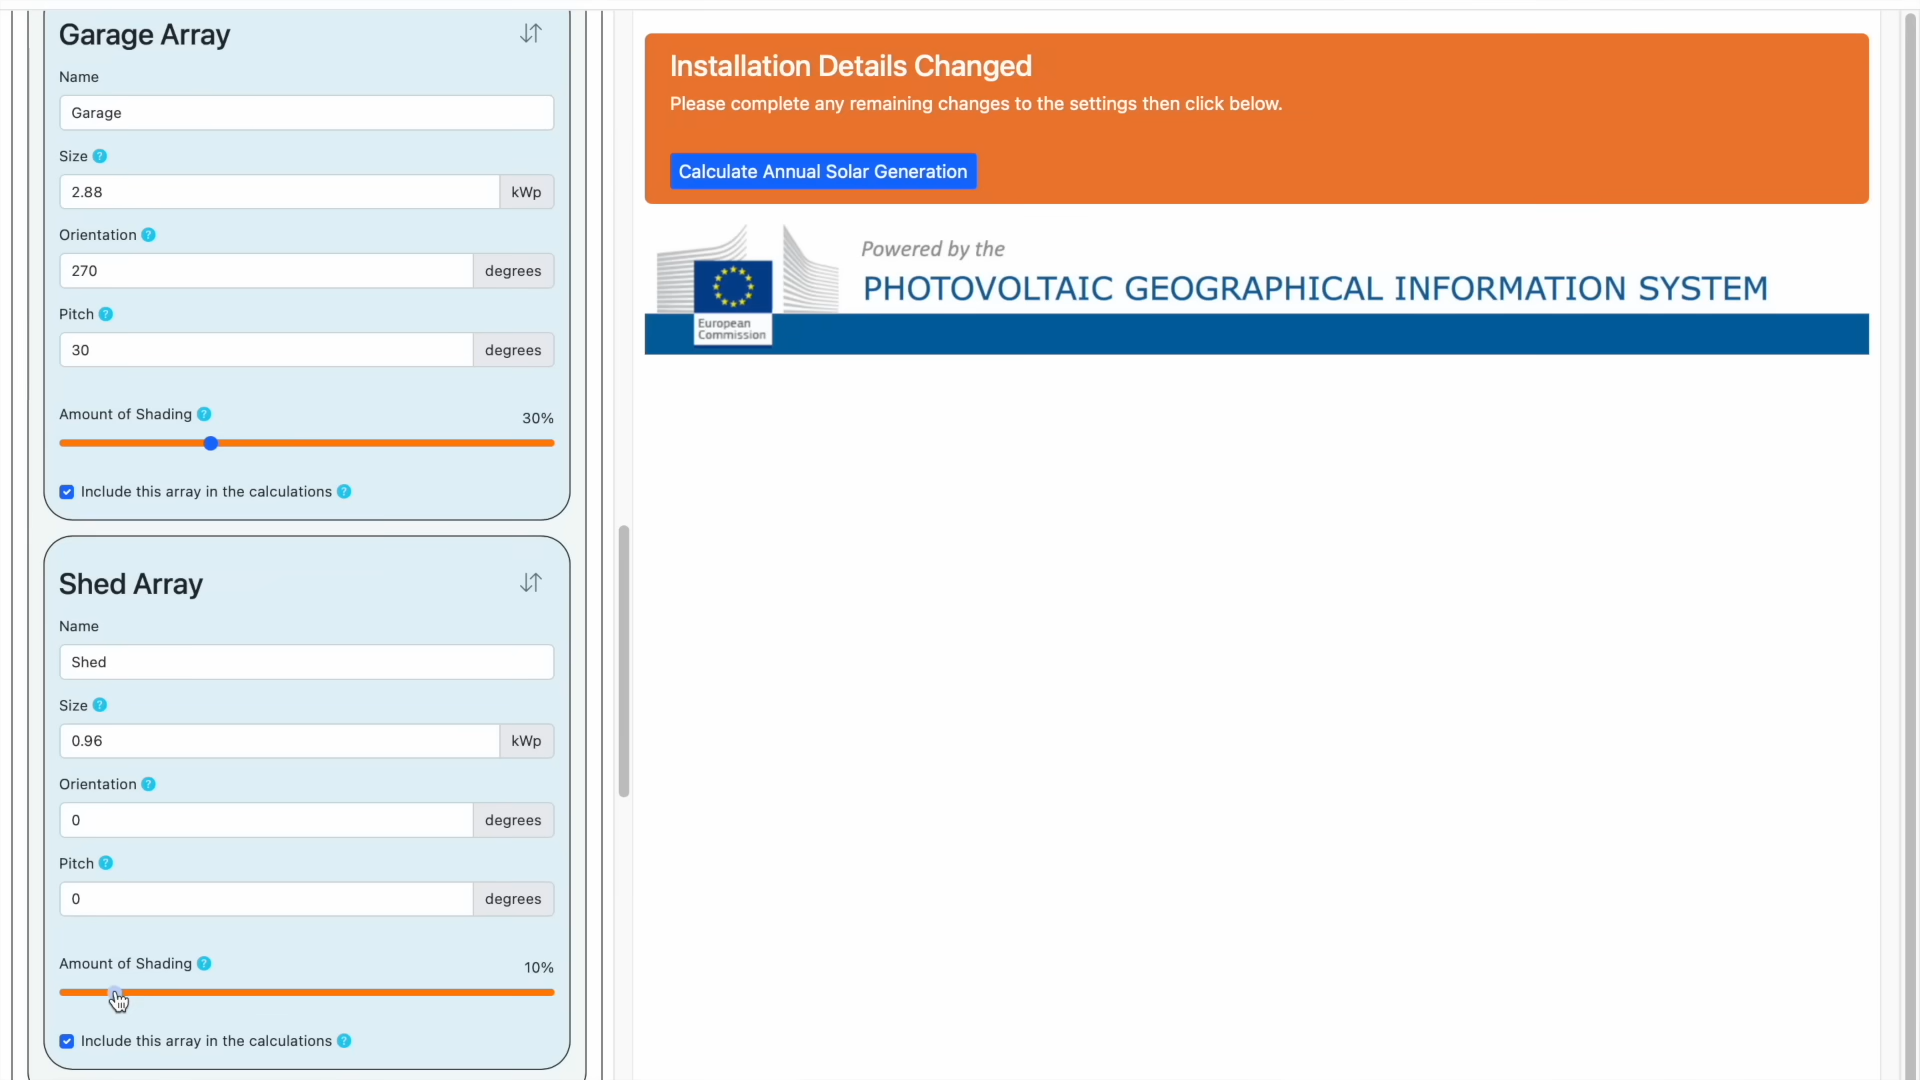 Garage Array
Name
Garage
Size ?
2.88 kWp
Orientation ?
270 degrees
Pitch ?
30 degrees
Amount of Shading ? 30%
Include this array in the calculations ?
Shed Array
Name
Shed
Size ?
0.96 kWp
Orientation ?
0 degrees
Pitch ?
0 degrees
Amount of Shading ? 10%
Include this array in the calculations ?
Installation Details Changed
Please complete any remaining changes to the settings then click below.
Calculate Annual Solar Generation
Powered by the
PHOTOVOLTAIC GEOGRAPHICAL INFORMATION SYSTEM
European
Commission